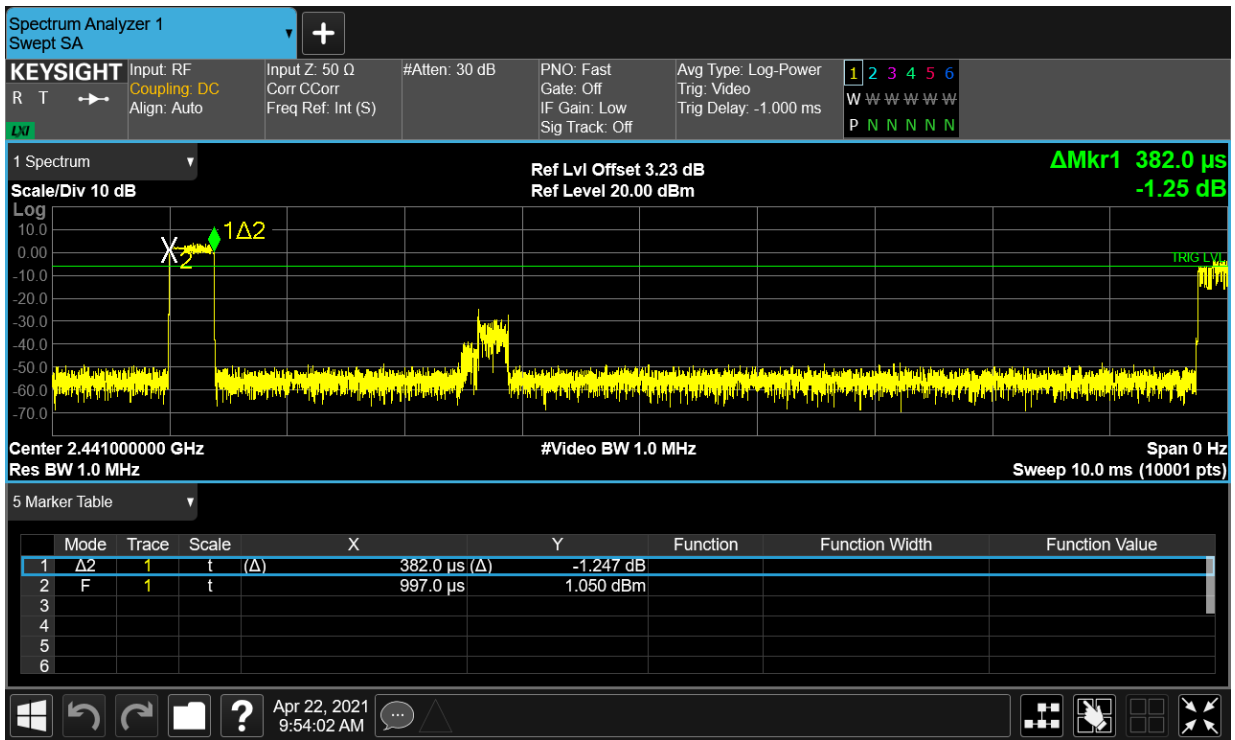 Spectrum Analyzer 1
Swept SA
KEYSIGHT
R T
LXI
Input: RF
Coupling: DC
Align: Auto
Input Z: 50 Ω
Corr CCorr
Freq Ref: Int (S)
#Atten: 30 dB
PNO: Fast
Gate: Off
IF Gain: Low
Sig Track: Off
Avg Type: Log-Power
Trig: Video
Trig Delay: -1.000 ms
1 2 3 4 5 6
W W W W W W
P N N N N N
1 Spectrum
Scale/Div 10 dB
Ref Lvl Offset 3.23 dB
Ref Level 20.00 dBm
ΔMkr1 382.0 µs
-1.25 dB
Log
10.0
0.00
-10.0
-20.0
-30.0
-40.0
-50.0
-60.0
-70.0
1Δ2
X2
TRIG LVL
Center 2.441000000 GHz
#Video BW 1.0 MHz
Span 0 Hz
Res BW 1.0 MHz
Sweep 10.0 ms (10001 pts)
5 Marker Table
Mode Trace Scale X Y Function Function Width Function Value
1 Δ2 1 t (Δ) 382.0 µs (Δ) -1.247 dB
2 F 1 t 997.0 µs 1.050 dBm
3
4
5
6
?
Apr 22, 2021
9:54:02 AM